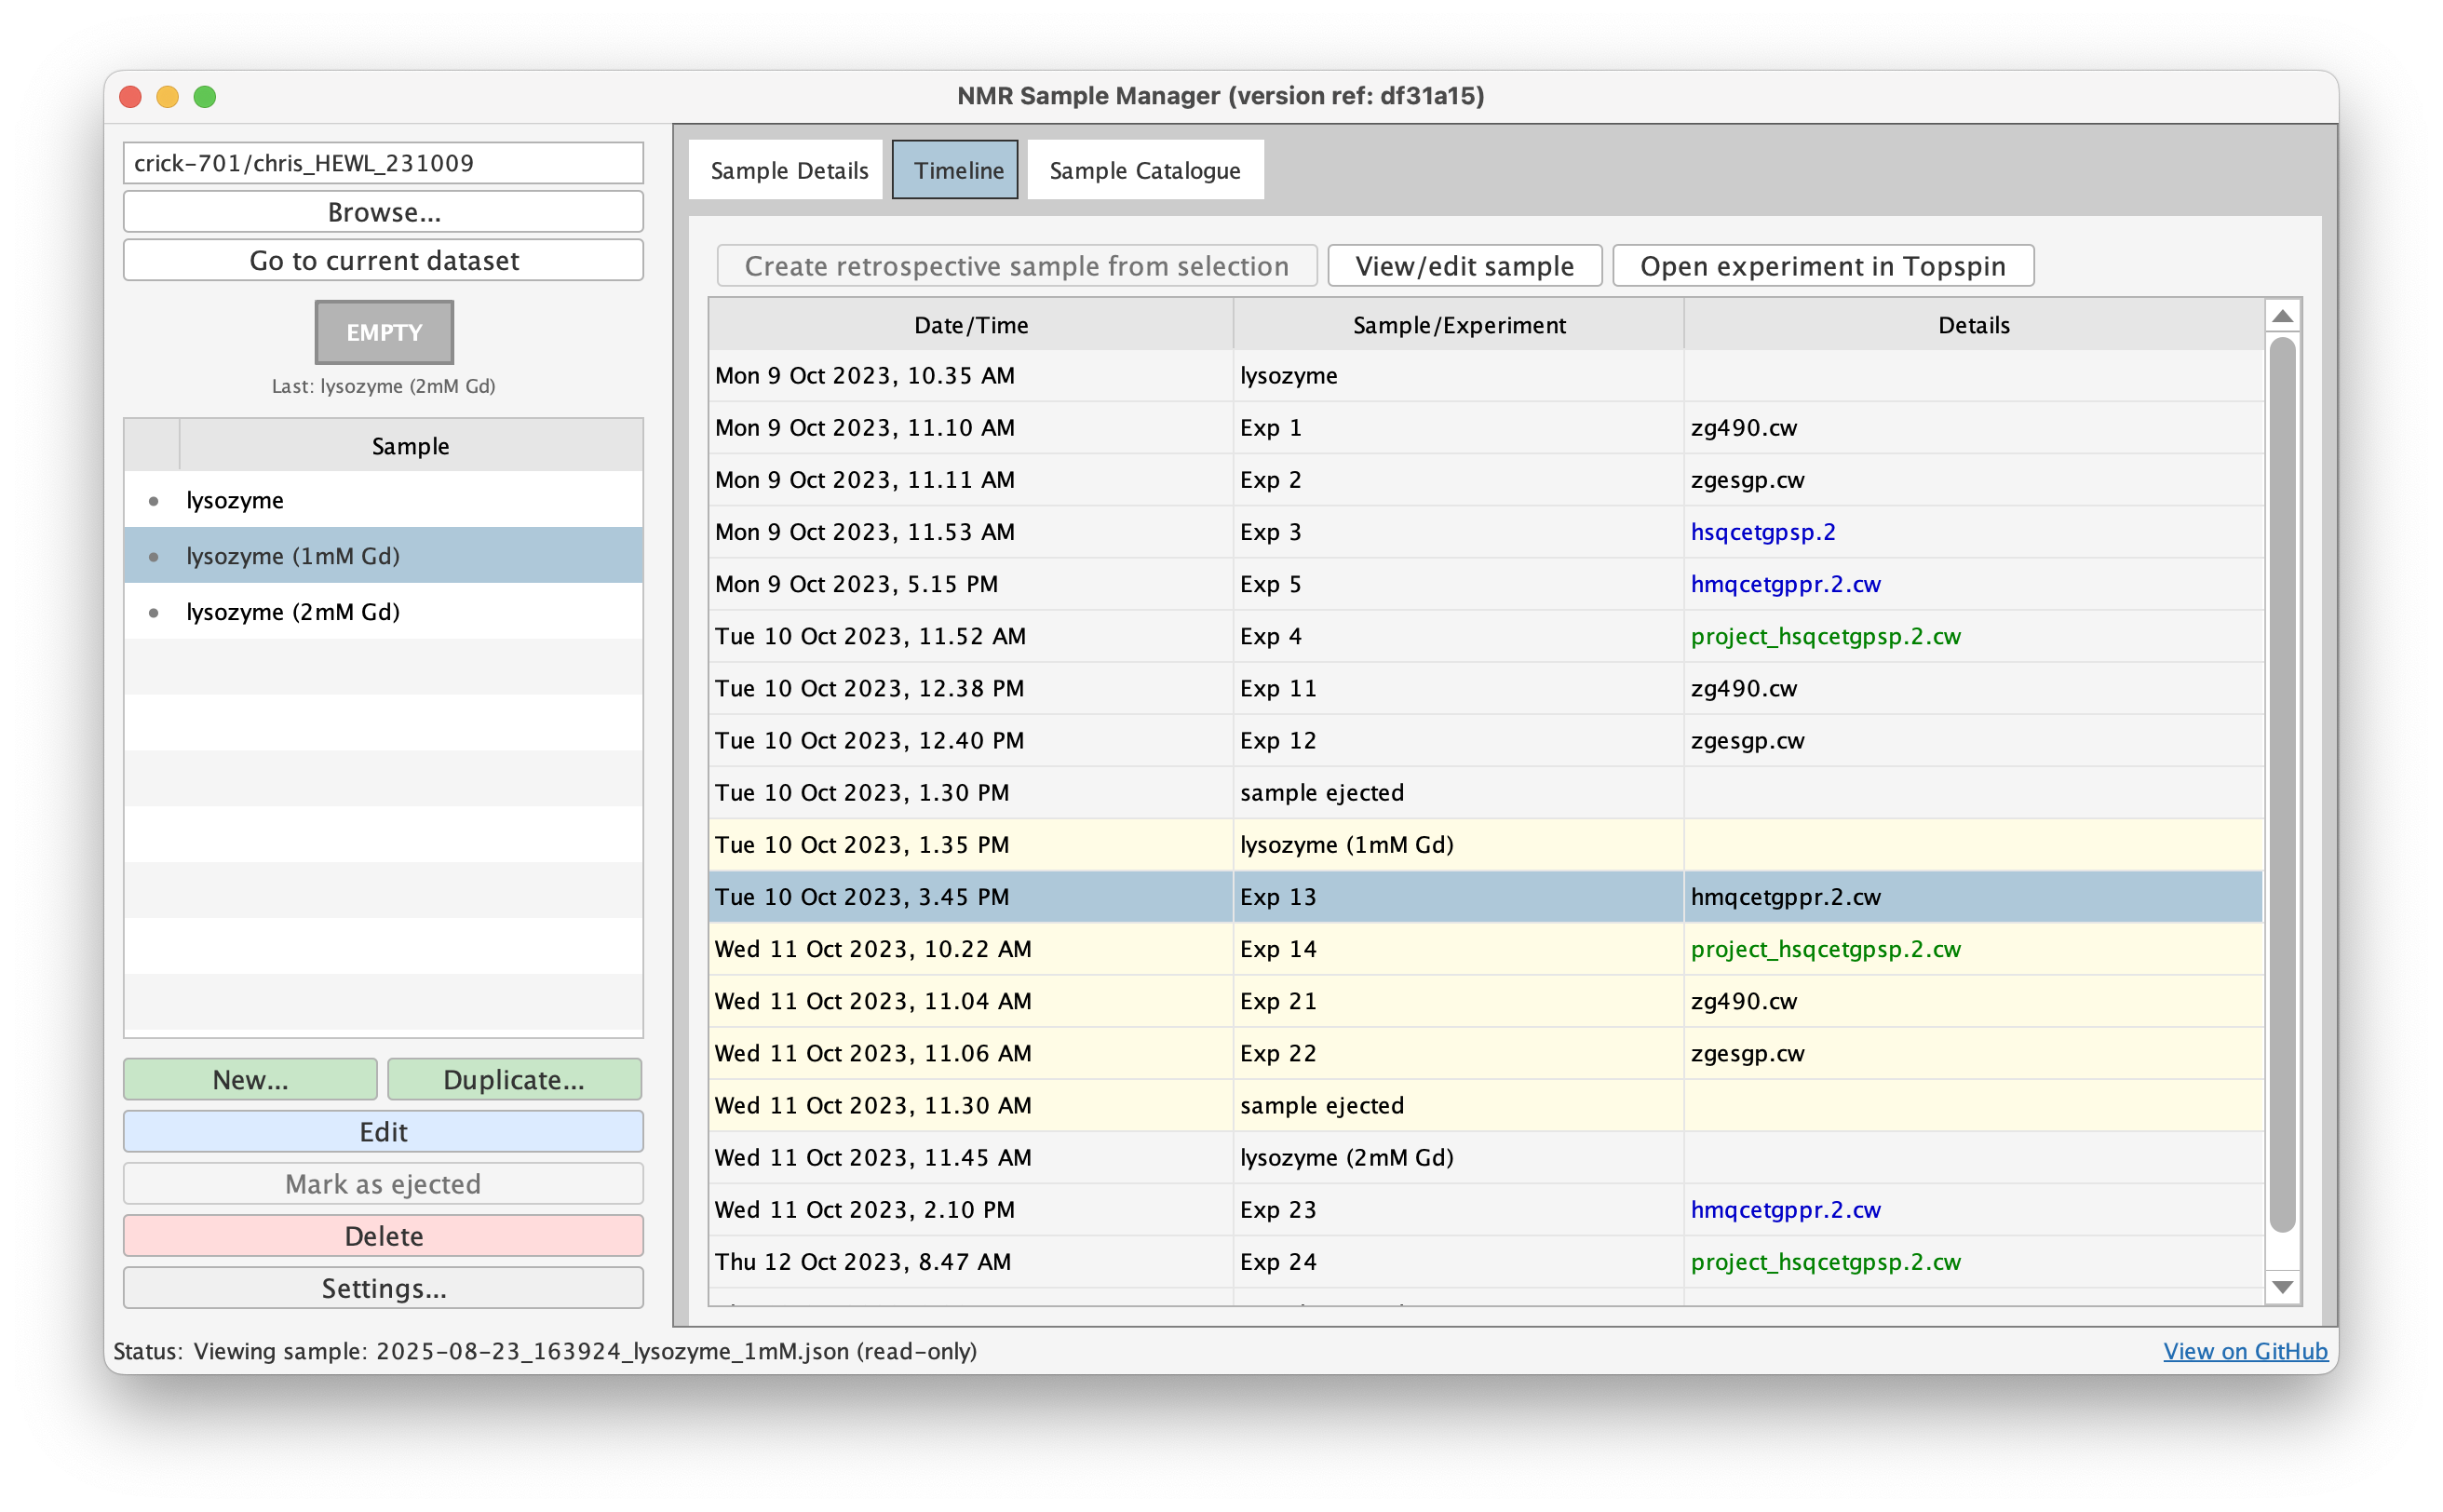 NMR Sample Manager (version ref: df31a15)
crick-701/chris_HEWL_231009
Browse...
Go to current dataset
EMPTY
Last: lysozyme (2mM Gd)
Sample
lysozyme
lysozyme (1mM Gd)
lysozyme (2mM Gd)
New... Duplicate...
Edit
Mark as ejected
Delete
Settings...
Sample Details Timeline Sample Catalogue
Create retrospective sample from selection View/edit sample Open experiment in Topspin
Date/Time Sample/Experiment Details
Mon 9 Oct 2023, 10.35 AM lysozyme
Mon 9 Oct 2023, 11.10 AM Exp 1 zg490.cw
Mon 9 Oct 2023, 11.11 AM Exp 2 zgesgp.cw
Mon 9 Oct 2023, 11.53 AM Exp 3 hsqcetgpsp.2
Mon 9 Oct 2023, 5.15 PM Exp 5 hmqcetgppr.2.cw
Tue 10 Oct 2023, 11.52 AM Exp 4 project_hsqcetgpsp.2.cw
Tue 10 Oct 2023, 12.38 PM Exp 11 zg490.cw
Tue 10 Oct 2023, 12.40 PM Exp 12 zgesgp.cw
Tue 10 Oct 2023, 1.30 PM sample ejected
Tue 10 Oct 2023, 1.35 PM lysozyme (1mM Gd)
Tue 10 Oct 2023, 3.45 PM Exp 13 hmqcetgppr.2.cw
Wed 11 Oct 2023, 10.22 AM Exp 14 project_hsqcetgpsp.2.cw
Wed 11 Oct 2023, 11.04 AM Exp 21 zg490.cw
Wed 11 Oct 2023, 11.06 AM Exp 22 zgesgp.cw
Wed 11 Oct 2023, 11.30 AM sample ejected
Wed 11 Oct 2023, 11.45 AM lysozyme (2mM Gd)
Wed 11 Oct 2023, 2.10 PM Exp 23 hmqcetgppr.2.cw
Thu 12 Oct 2023, 8.47 AM Exp 24 project_hsqcetgpsp.2.cw
Status: Viewing sample: 2025-08-23_163924_lysozyme_1mM.json (read-only)
View on GitHub